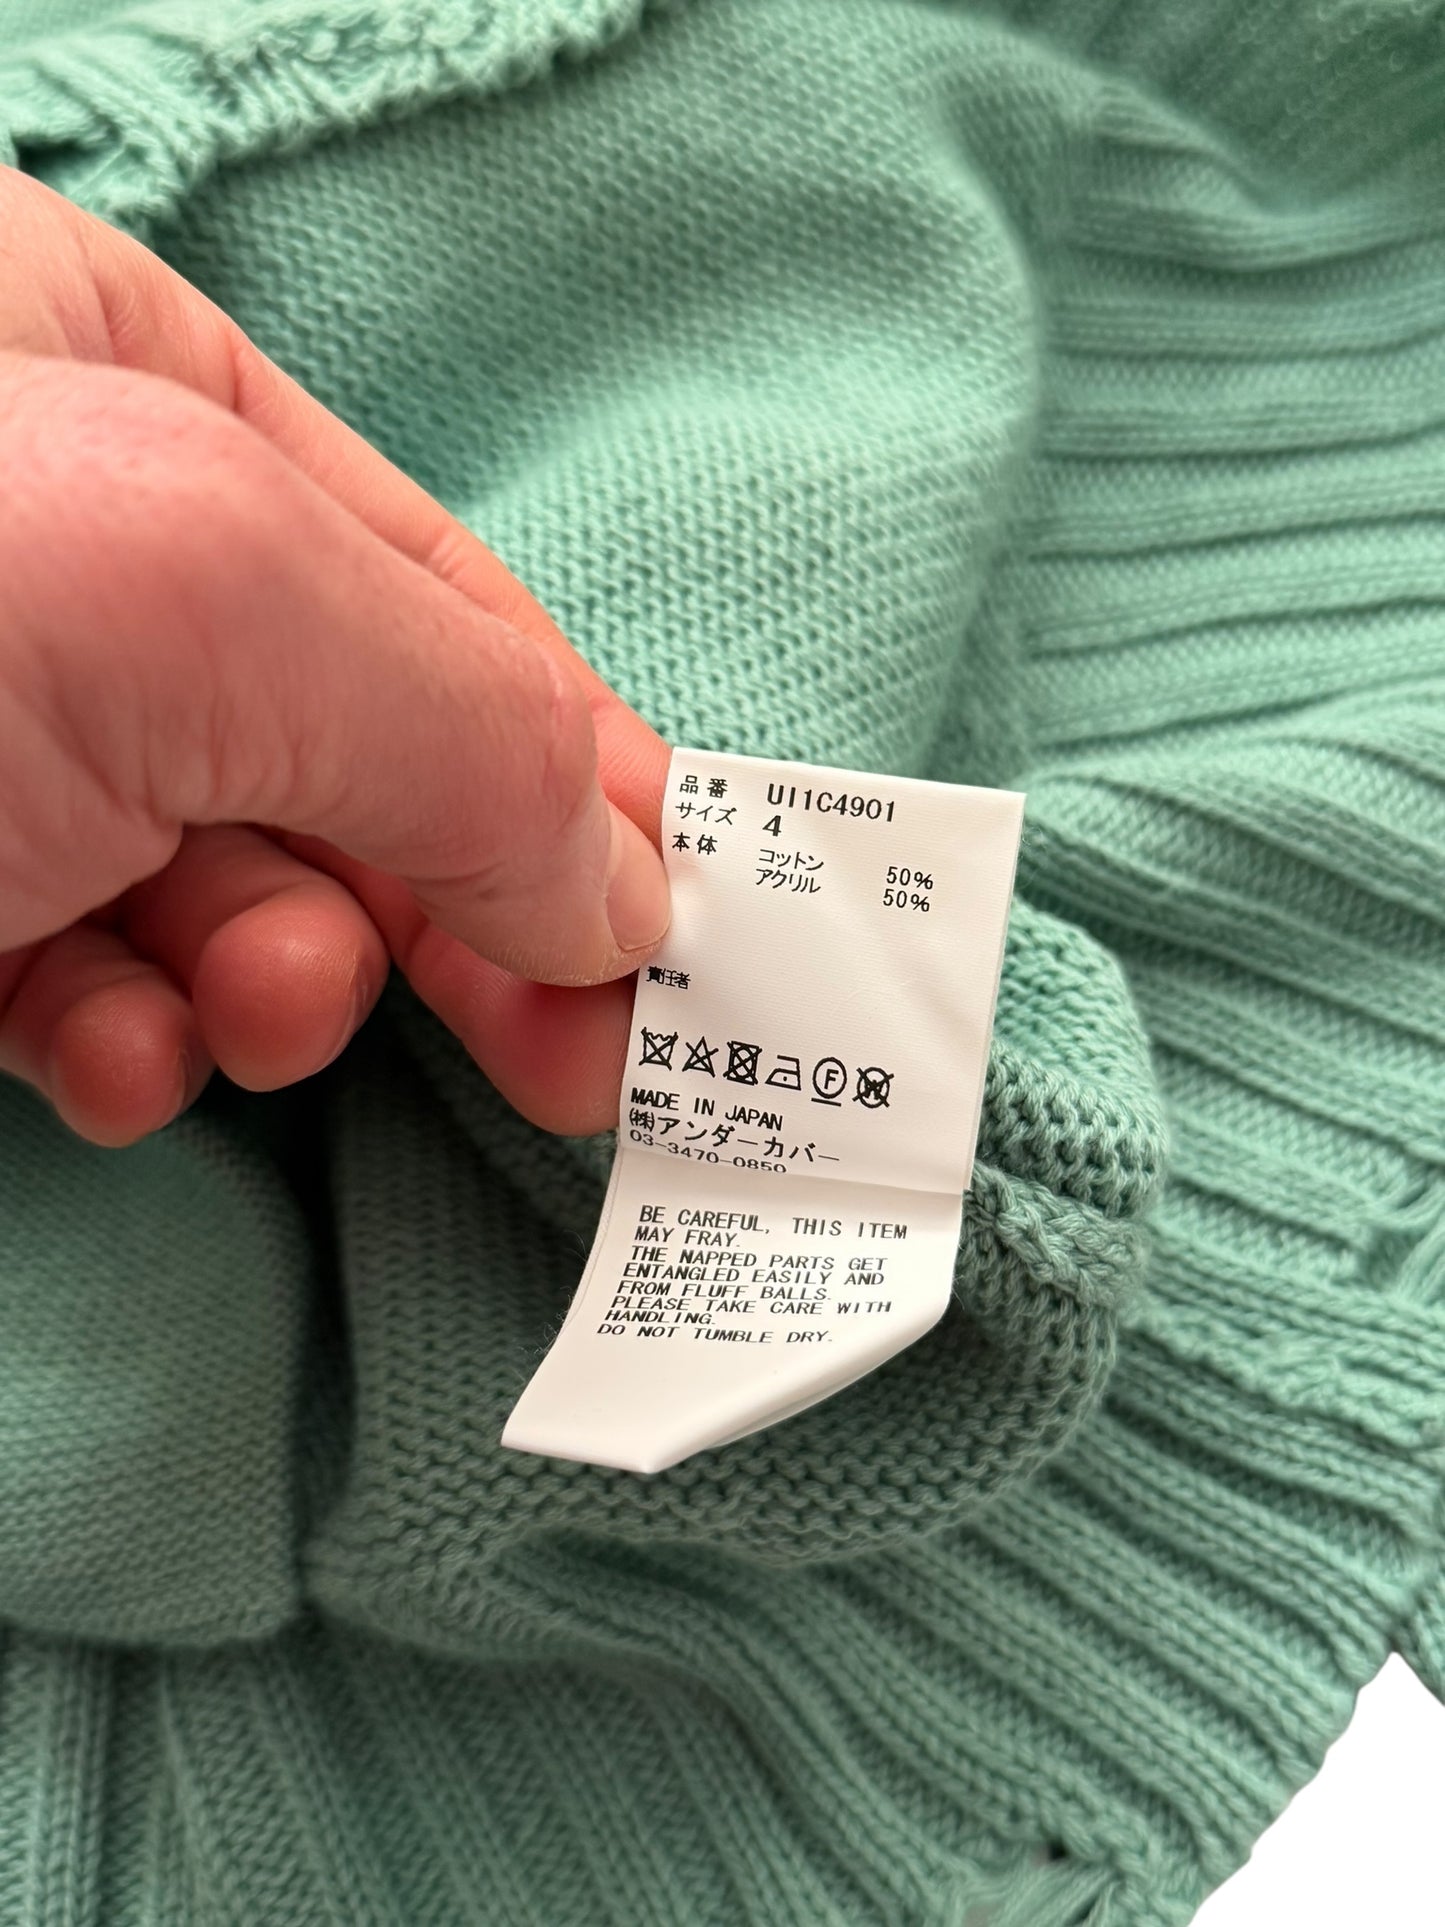 品番 UI1C4901
サイズ 4
本体 コットン 50%
アクリル 50%
責任者
F
W
MADE IN JAPAN
㈱アンダーカバー
03-3470-0850
BE CAREFUL, THIS ITEM
MAY FRAY.
THE NAPPED PARTS GET
ENTANGLED EASILY AND
FROM FLUFF BALLS.
PLEASE TAKE CARE WITH
HANDLING.
DO NOT TUMBLE DRY.